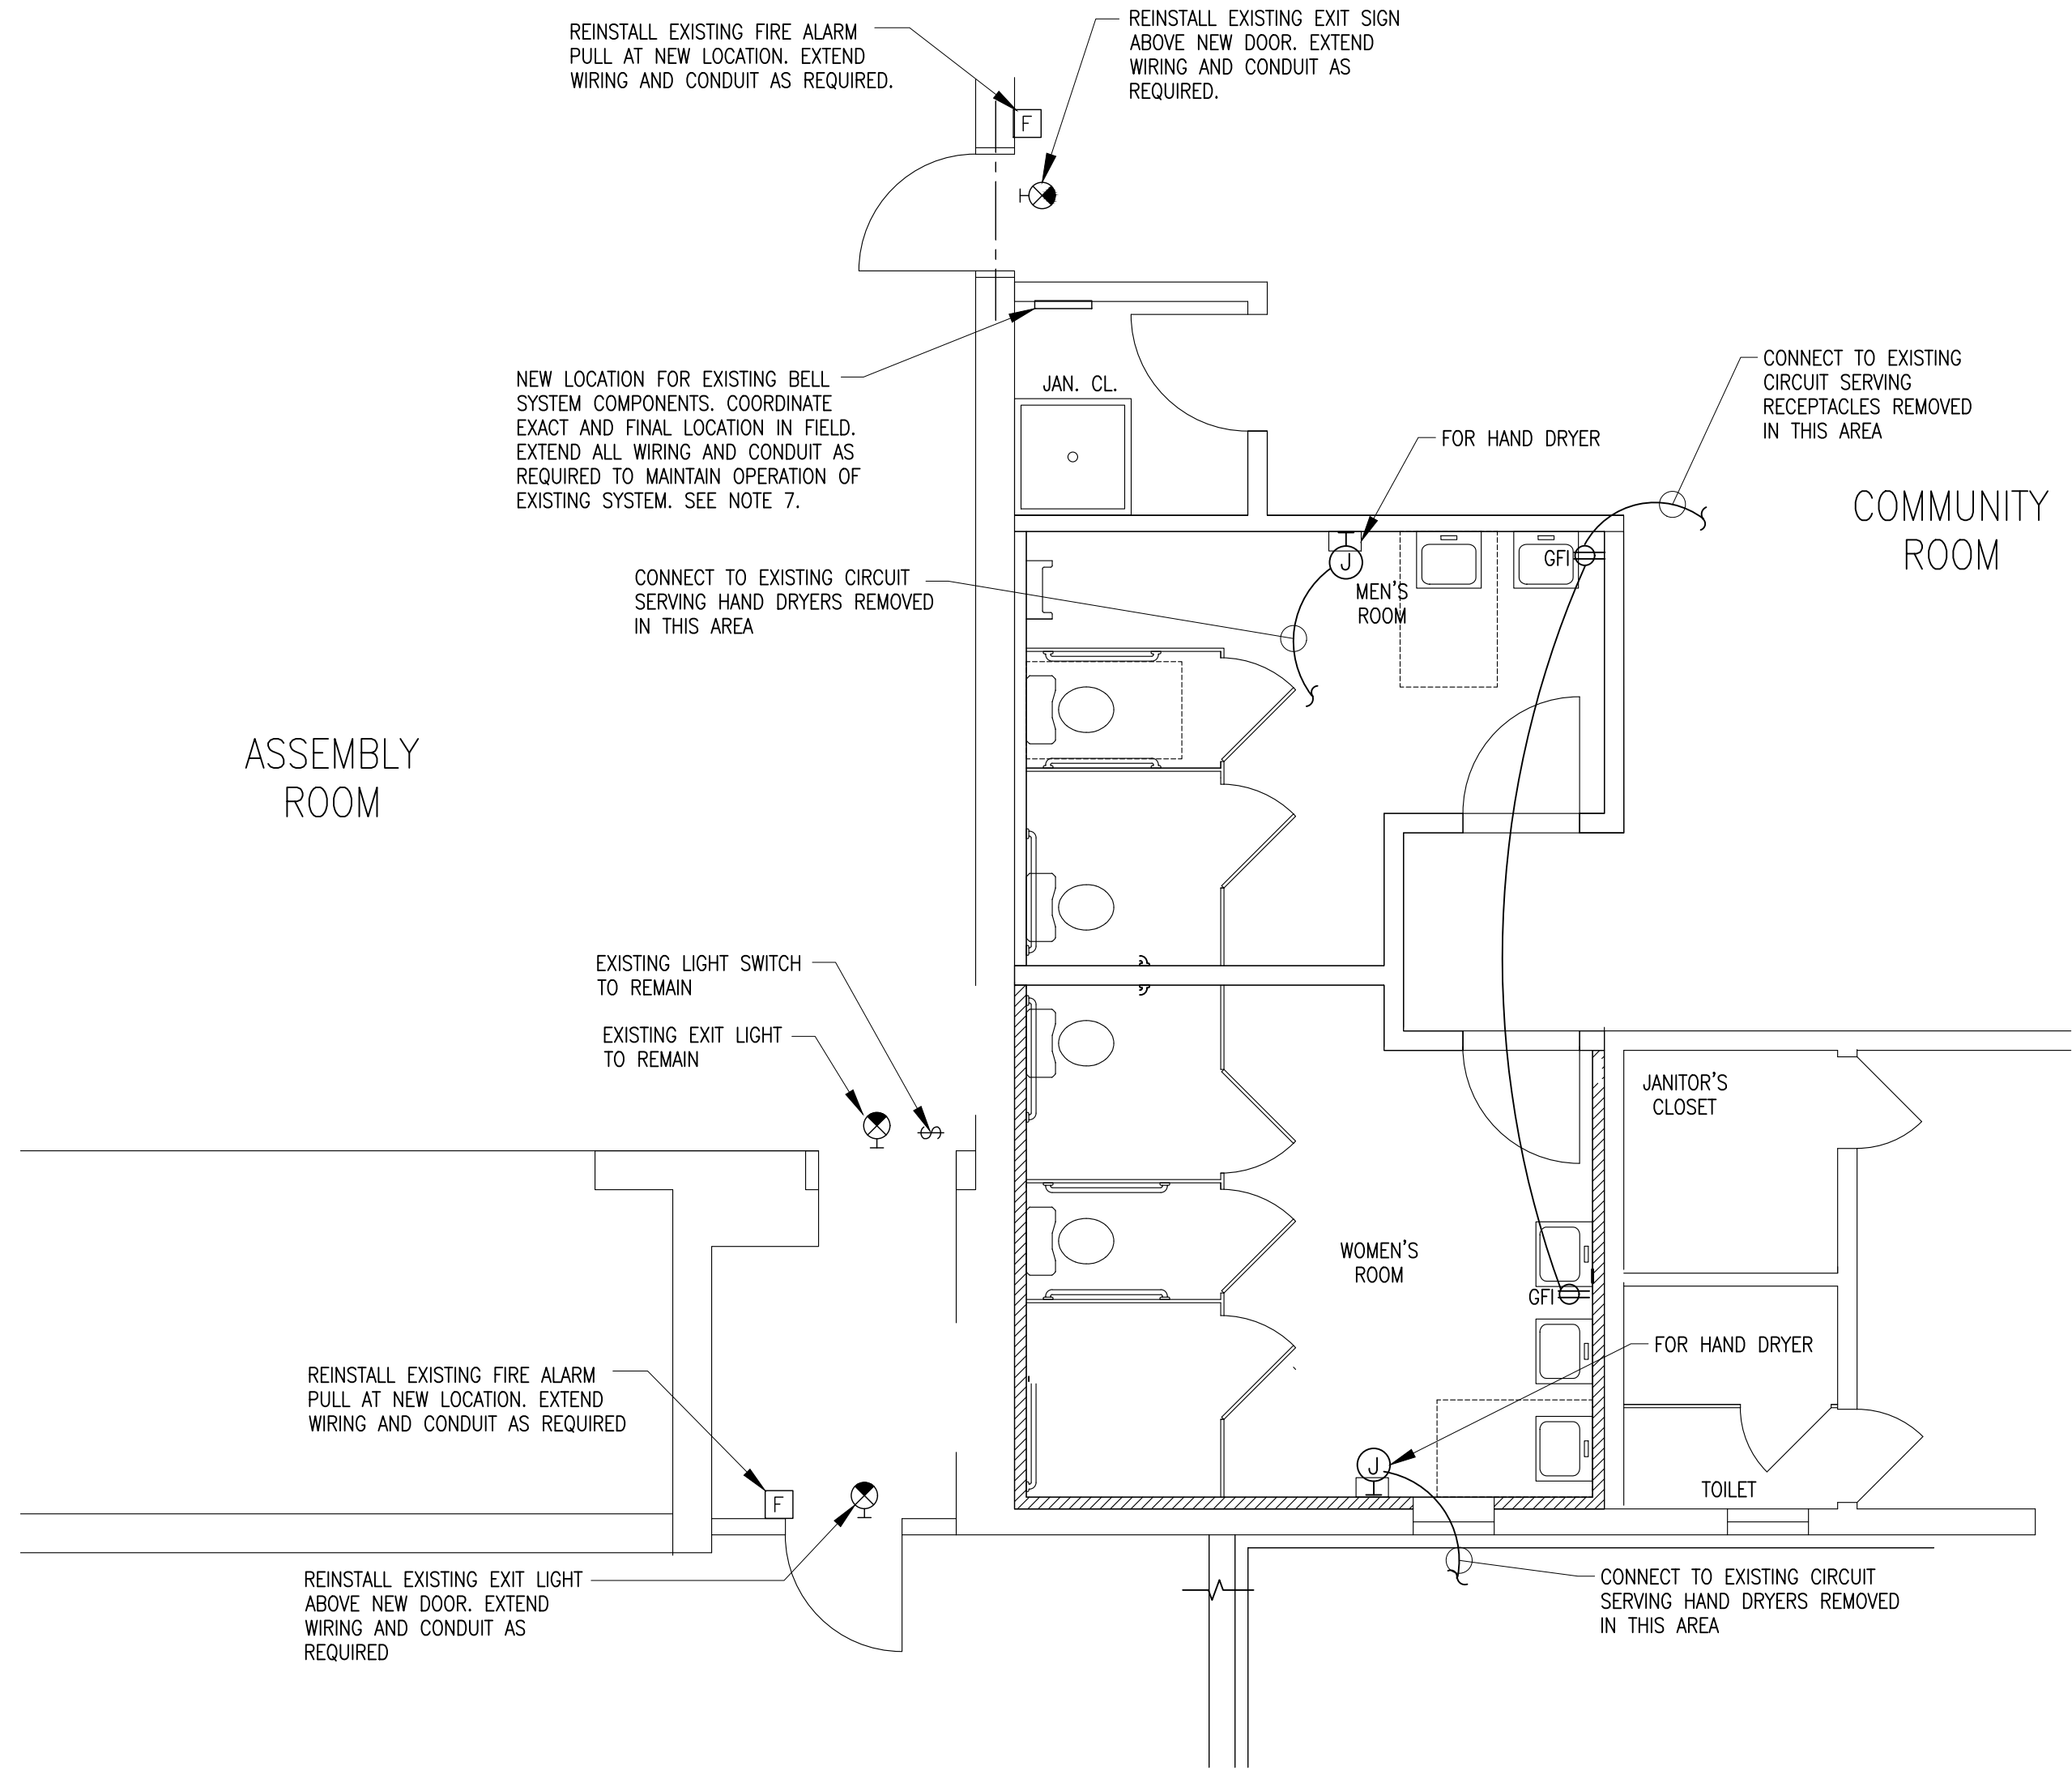 REINSTALL EXISTING FIRE ALARM
PULL AT NEW LOCATION. EXTEND
WIRING AND CONDUIT AS REQUIRED.
REINSTALL EXISTING EXIT SIGN
ABOVE NEW DOOR. EXTEND
WIRING AND CONDUIT AS
REQUIRED.
F
NEW LOCATION FOR EXISTING BELL
SYSTEM COMPONENTS. COORDINATE
EXACT AND FINAL LOCATION IN FIELD.
EXTEND ALL WIRING AND CONDUIT AS
REQUIRED TO MAINTAIN OPERATION OF
EXISTING SYSTEM. SEE NOTE 7.
JAN. CL.
CONNECT TO EXISTING
CIRCUIT SERVING
RECEPTACLES REMOVED
IN THIS AREA
FOR HAND DRYER
COMMUNITY
ROOM
CONNECT TO EXISTING CIRCUIT
SERVING HAND DRYERS REMOVED
IN THIS AREA
J
GFI
MEN'S
ROOM
ASSEMBLY
ROOM
EXISTING LIGHT SWITCH
TO REMAIN
EXISTING EXIT LIGHT
TO REMAIN
S
JANITOR'S
CLOSET
WOMEN'S
ROOM
GFI
FOR HAND DRYER
REINSTALL EXISTING FIRE ALARM
PULL AT NEW LOCATION. EXTEND
WIRING AND CONDUIT AS REQUIRED
F
J
TOILET
REINSTALL EXISTING EXIT LIGHT
ABOVE NEW DOOR. EXTEND
WIRING AND CONDUIT AS
REQUIRED
CONNECT TO EXISTING CIRCUIT
SERVING HAND DRYERS REMOVED
IN THIS AREA